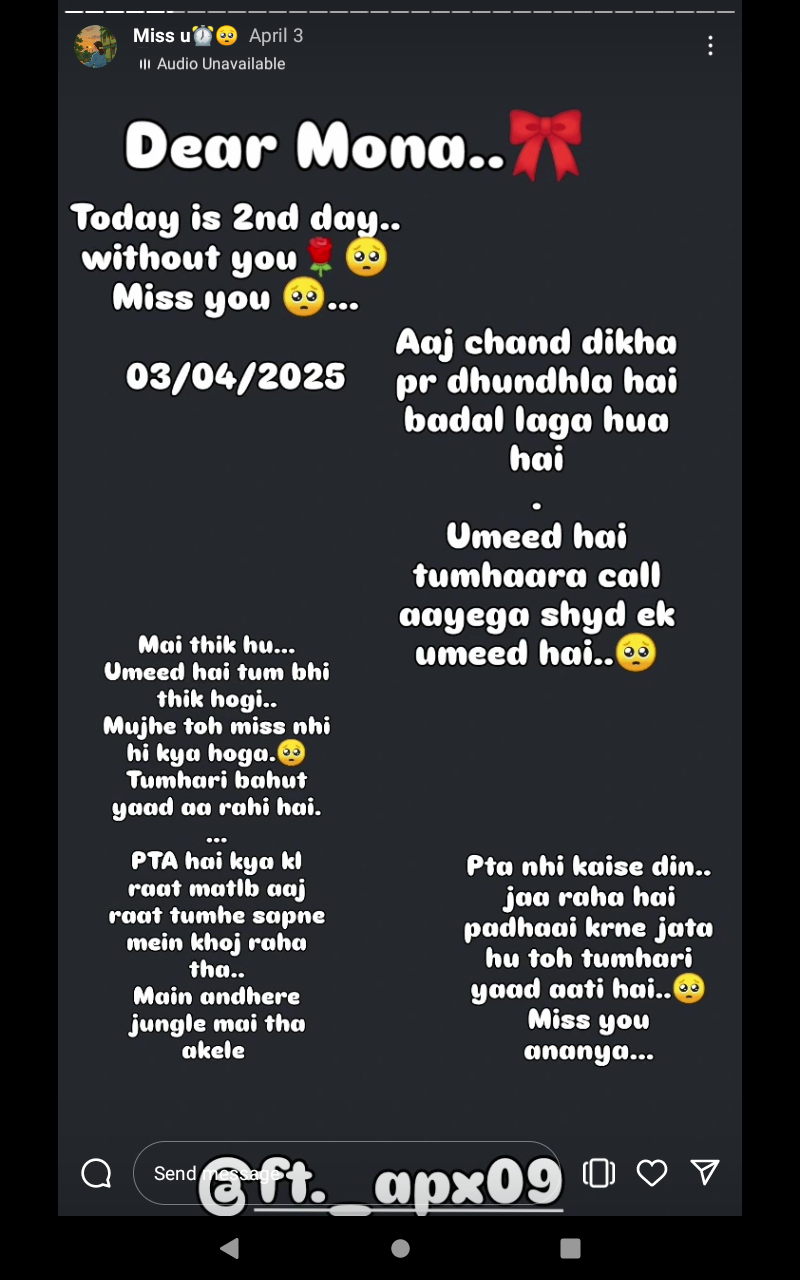 Miss u⏰🥺 April 3
Audio Unavailable
Dear Mona..🎀
Today is 2nd day..
without you🌹🥺
Miss you 🥺...
03/04/2025
Aaj chand dikha
pr dhundhla hai
badal laga hua
hai
.
Umeed hai
tumhaara call
aayega shyd ek
umeed hai..🥺
Mai thik hu...
Umeed hai tum bhi
thik hogi..
Mujhe toh miss nhi
hi kya hoga.🥺
Tumhari bahut
yaad aa rahi hai.
...
PTA hai kya kl
raat matlb aaj
raat tumhe sapne
mein khoj raha
tha..
Main andhere
jungle mai tha
akele
Pta nhi kaise din..
jaa raha hai
padhaai krne jata
hu toh tumhari
yaad aati hai..🥺
Miss you
ananya...
Send message
@ft._apx09